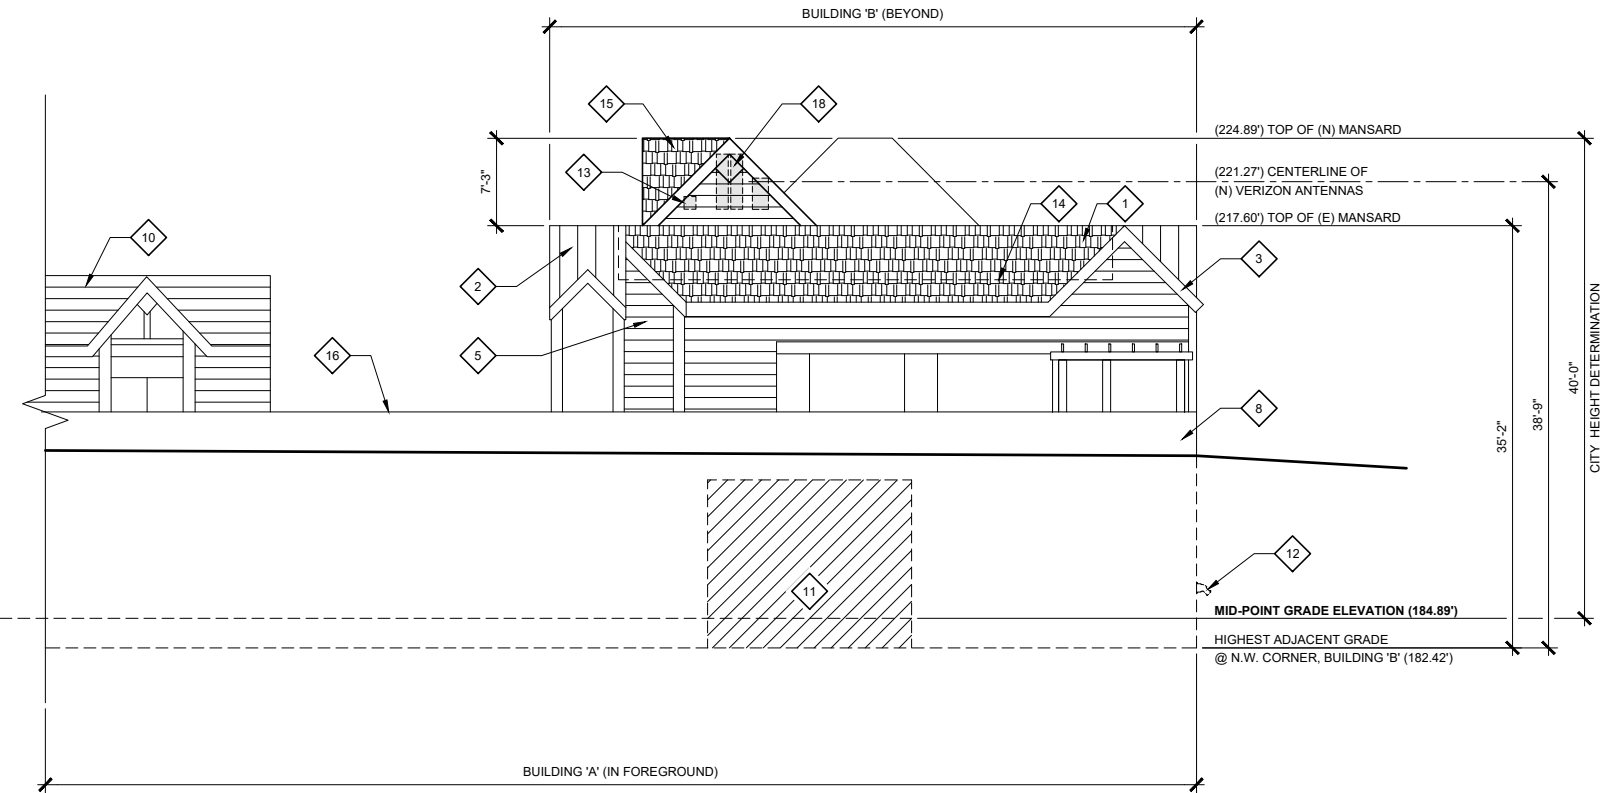 BUILDING 'B' (BEYOND)
15
18
(224.89') TOP OF (N) MANSARD
13
7'-3"
(221.27') CENTERLINE OF
(N) VERIZON ANTENNAS
14
1
(217.60') TOP OF (E) MANSARD
10
2
3
5
16
8
35'-2"
38'-9"
40'-0"
CITY HEIGHT DETERMINATION
11
12
MID-POINT GRADE ELEVATION (184.89')
HIGHEST ADJACENT GRADE
@ N.W. CORNER, BUILDING 'B' (182.42')
BUILDING 'A' (IN FOREGROUND)